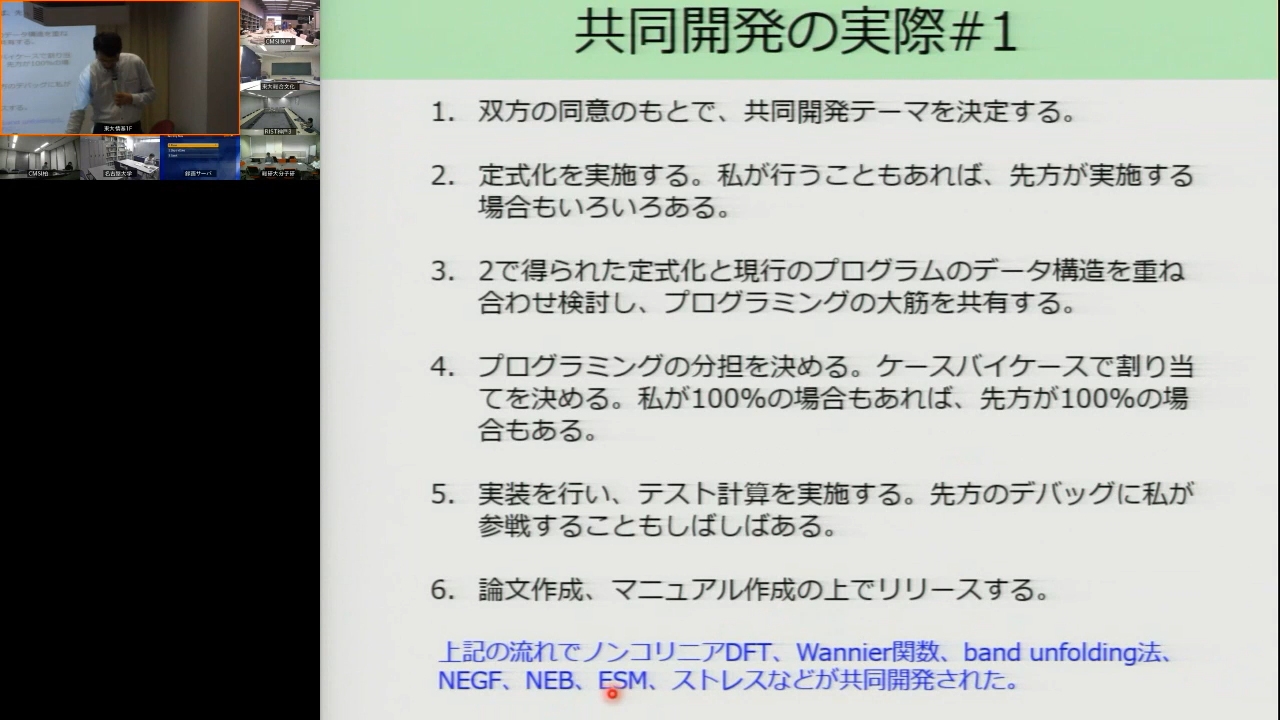 共同開発の実際#1
1. 双方の同意のもとで、共同開発テーマを決定する。
2. 定式化を実施する。私が行うこともあれば、先方が実施する
場合もいろいろある。
3. 2で得られた定式化と現行のプログラムのデータ構造を重ね
合わせ検討し、プログラミングの大筋を共有する。
4. プログラミングの分担を決める。ケースバイケースで割り当
てを決める。私が100%の場合もあれば、先方が100%の場
合もある。
5. 実装を行い、テスト計算を実施する。先方のデバッグに私が
参戦することもしばしばある。
6. 論文作成、マニュアル作成の上でリリースする。
上記の流れでノンコリニアDFT、Wannier関数、band unfolding法、
NEGF、NEB、ESM、ストレスなどが共同開発された。
東大情基1F
CMSI神戸
東大総合文化
RIST神戸3
CMSI柏
名古屋大学
録画サーバ
総研大分子研